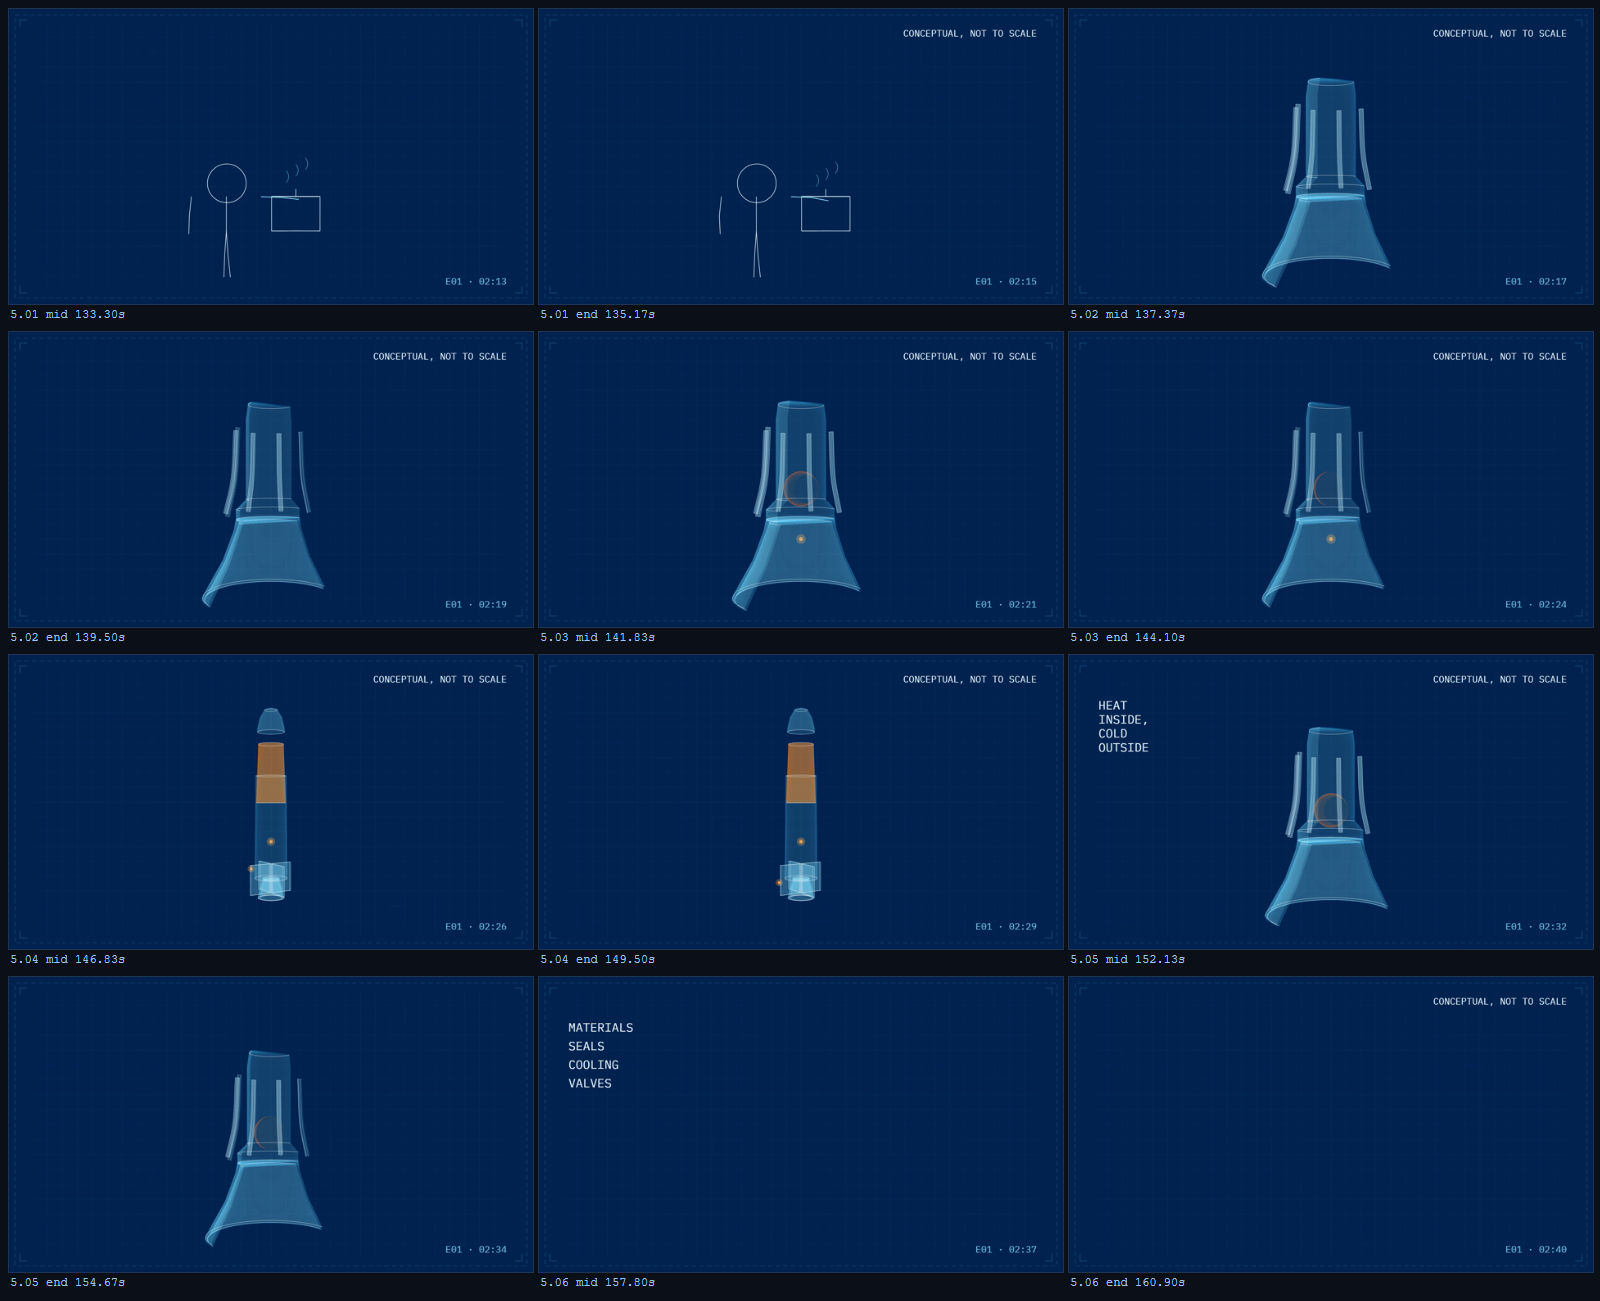 E01 · 02:13
5.01 mid 133.30s
CONCEPTUAL, NOT TO SCALE
E01 · 02:15
5.01 end 135.17s
CONCEPTUAL, NOT TO SCALE
E01 · 02:17
5.02 mid 137.37s
CONCEPTUAL, NOT TO SCALE
E01 · 02:19
5.02 end 139.50s
CONCEPTUAL, NOT TO SCALE
E01 · 02:21
5.03 mid 141.83s
CONCEPTUAL, NOT TO SCALE
E01 · 02:24
5.03 end 144.10s
CONCEPTUAL, NOT TO SCALE
E01 · 02:26
5.04 mid 146.83s
CONCEPTUAL, NOT TO SCALE
E01 · 02:29
5.04 end 149.50s
CONCEPTUAL, NOT TO SCALE
HEAT
INSIDE,
COLD
OUTSIDE
E01 · 02:32
5.05 mid 152.13s
E01 · 02:34
5.05 end 154.67s
MATERIALS
SEALS
COOLING
VALVES
E01 · 02:37
5.06 mid 157.80s
CONCEPTUAL, NOT TO SCALE
E01 · 02:40
5.06 end 160.90s